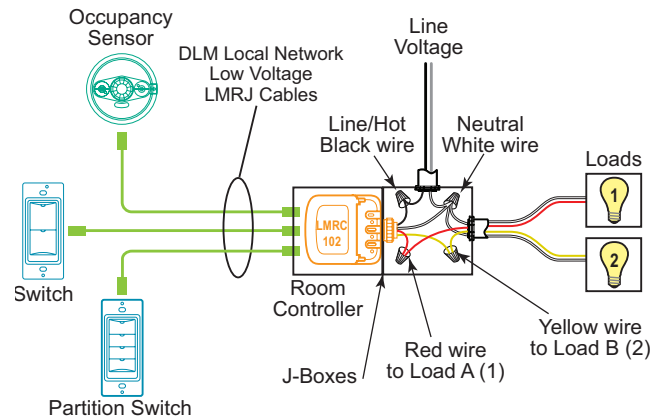 Occupancy
Sensor
DLM Local Network
Low Voltage
LMRJ Cables
Line
Voltage
Line/Hot
Black wire
Neutral
White wire
Loads
1
2
LMRC
102
Switch
Room
Controller
J-Boxes
Red wire
to Load A (1)
Yellow wire
to Load B (2)
Partition Switch